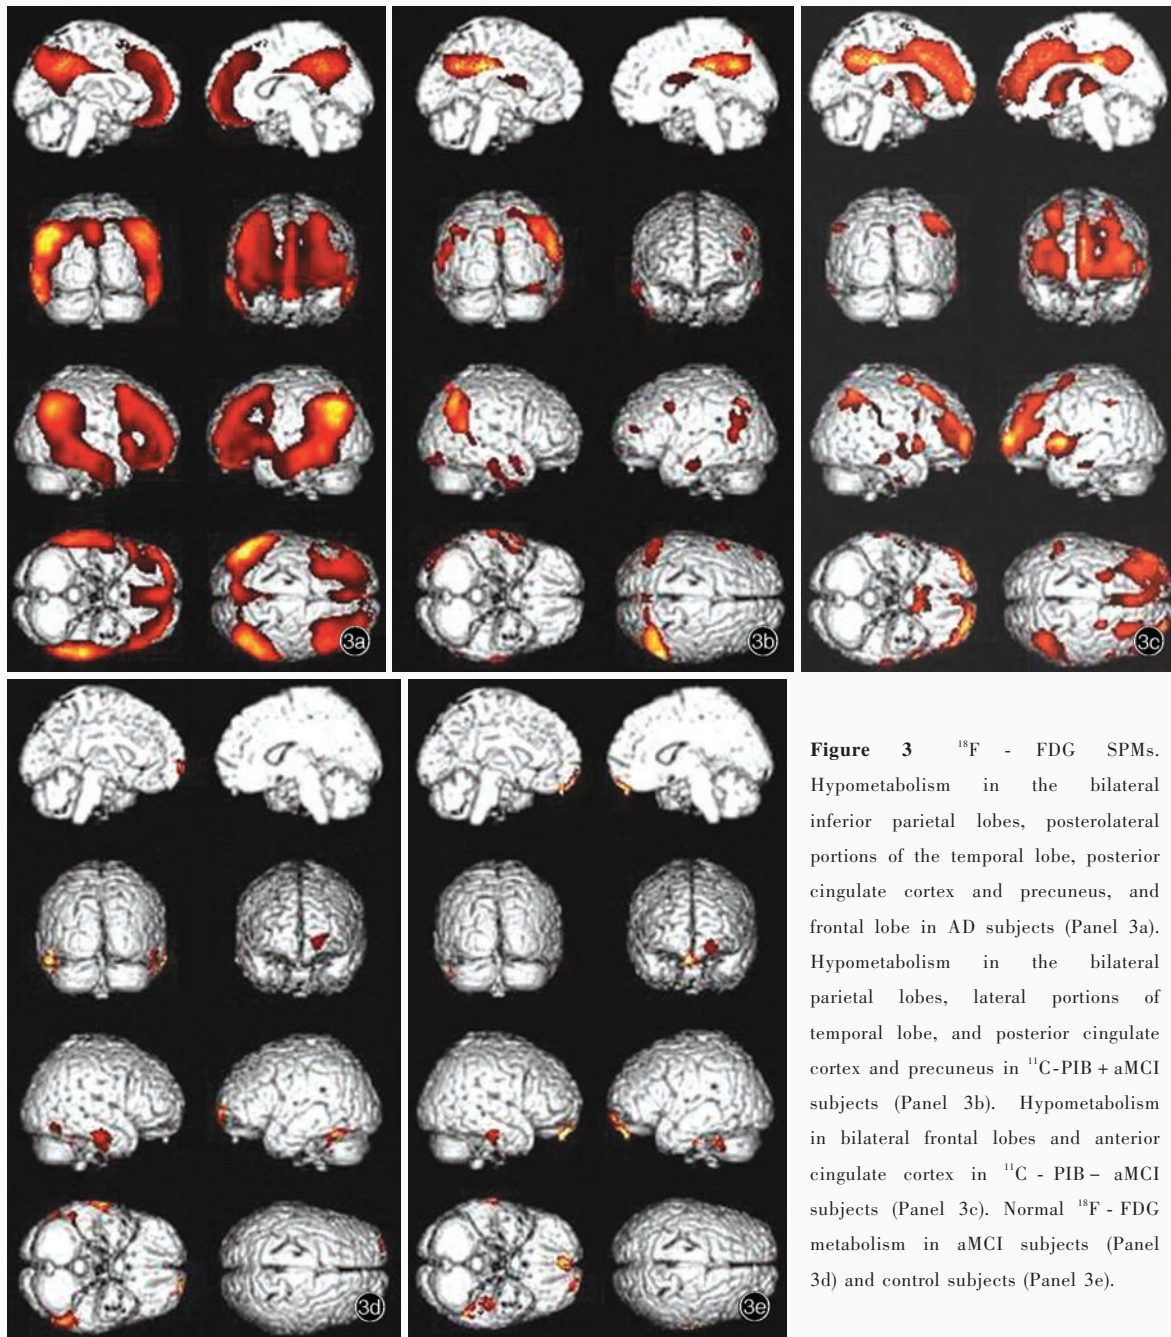 3a
3b
3c
3d
3e
Figure 3 ¹⁸F - FDG SPMs.
Hypometabolism in the bilateral
inferior parietal lobes, posterolateral
portions of the temporal lobe, posterior
cingulate cortex and precuneus, and
frontal lobe in AD subjects (Panel 3a).
Hypometabolism in the bilateral
parietal lobes, lateral portions of
temporal lobe, and posterior cingulate
cortex and precuneus in ¹¹C-PIB + aMCI
subjects (Panel 3b). Hypometabolism
in bilateral frontal lobes and anterior
cingulate cortex in ¹¹C - PIB – aMCI
subjects (Panel 3c). Normal ¹⁸F - FDG
metabolism in aMCI subjects (Panel
3d) and control subjects (Panel 3e).